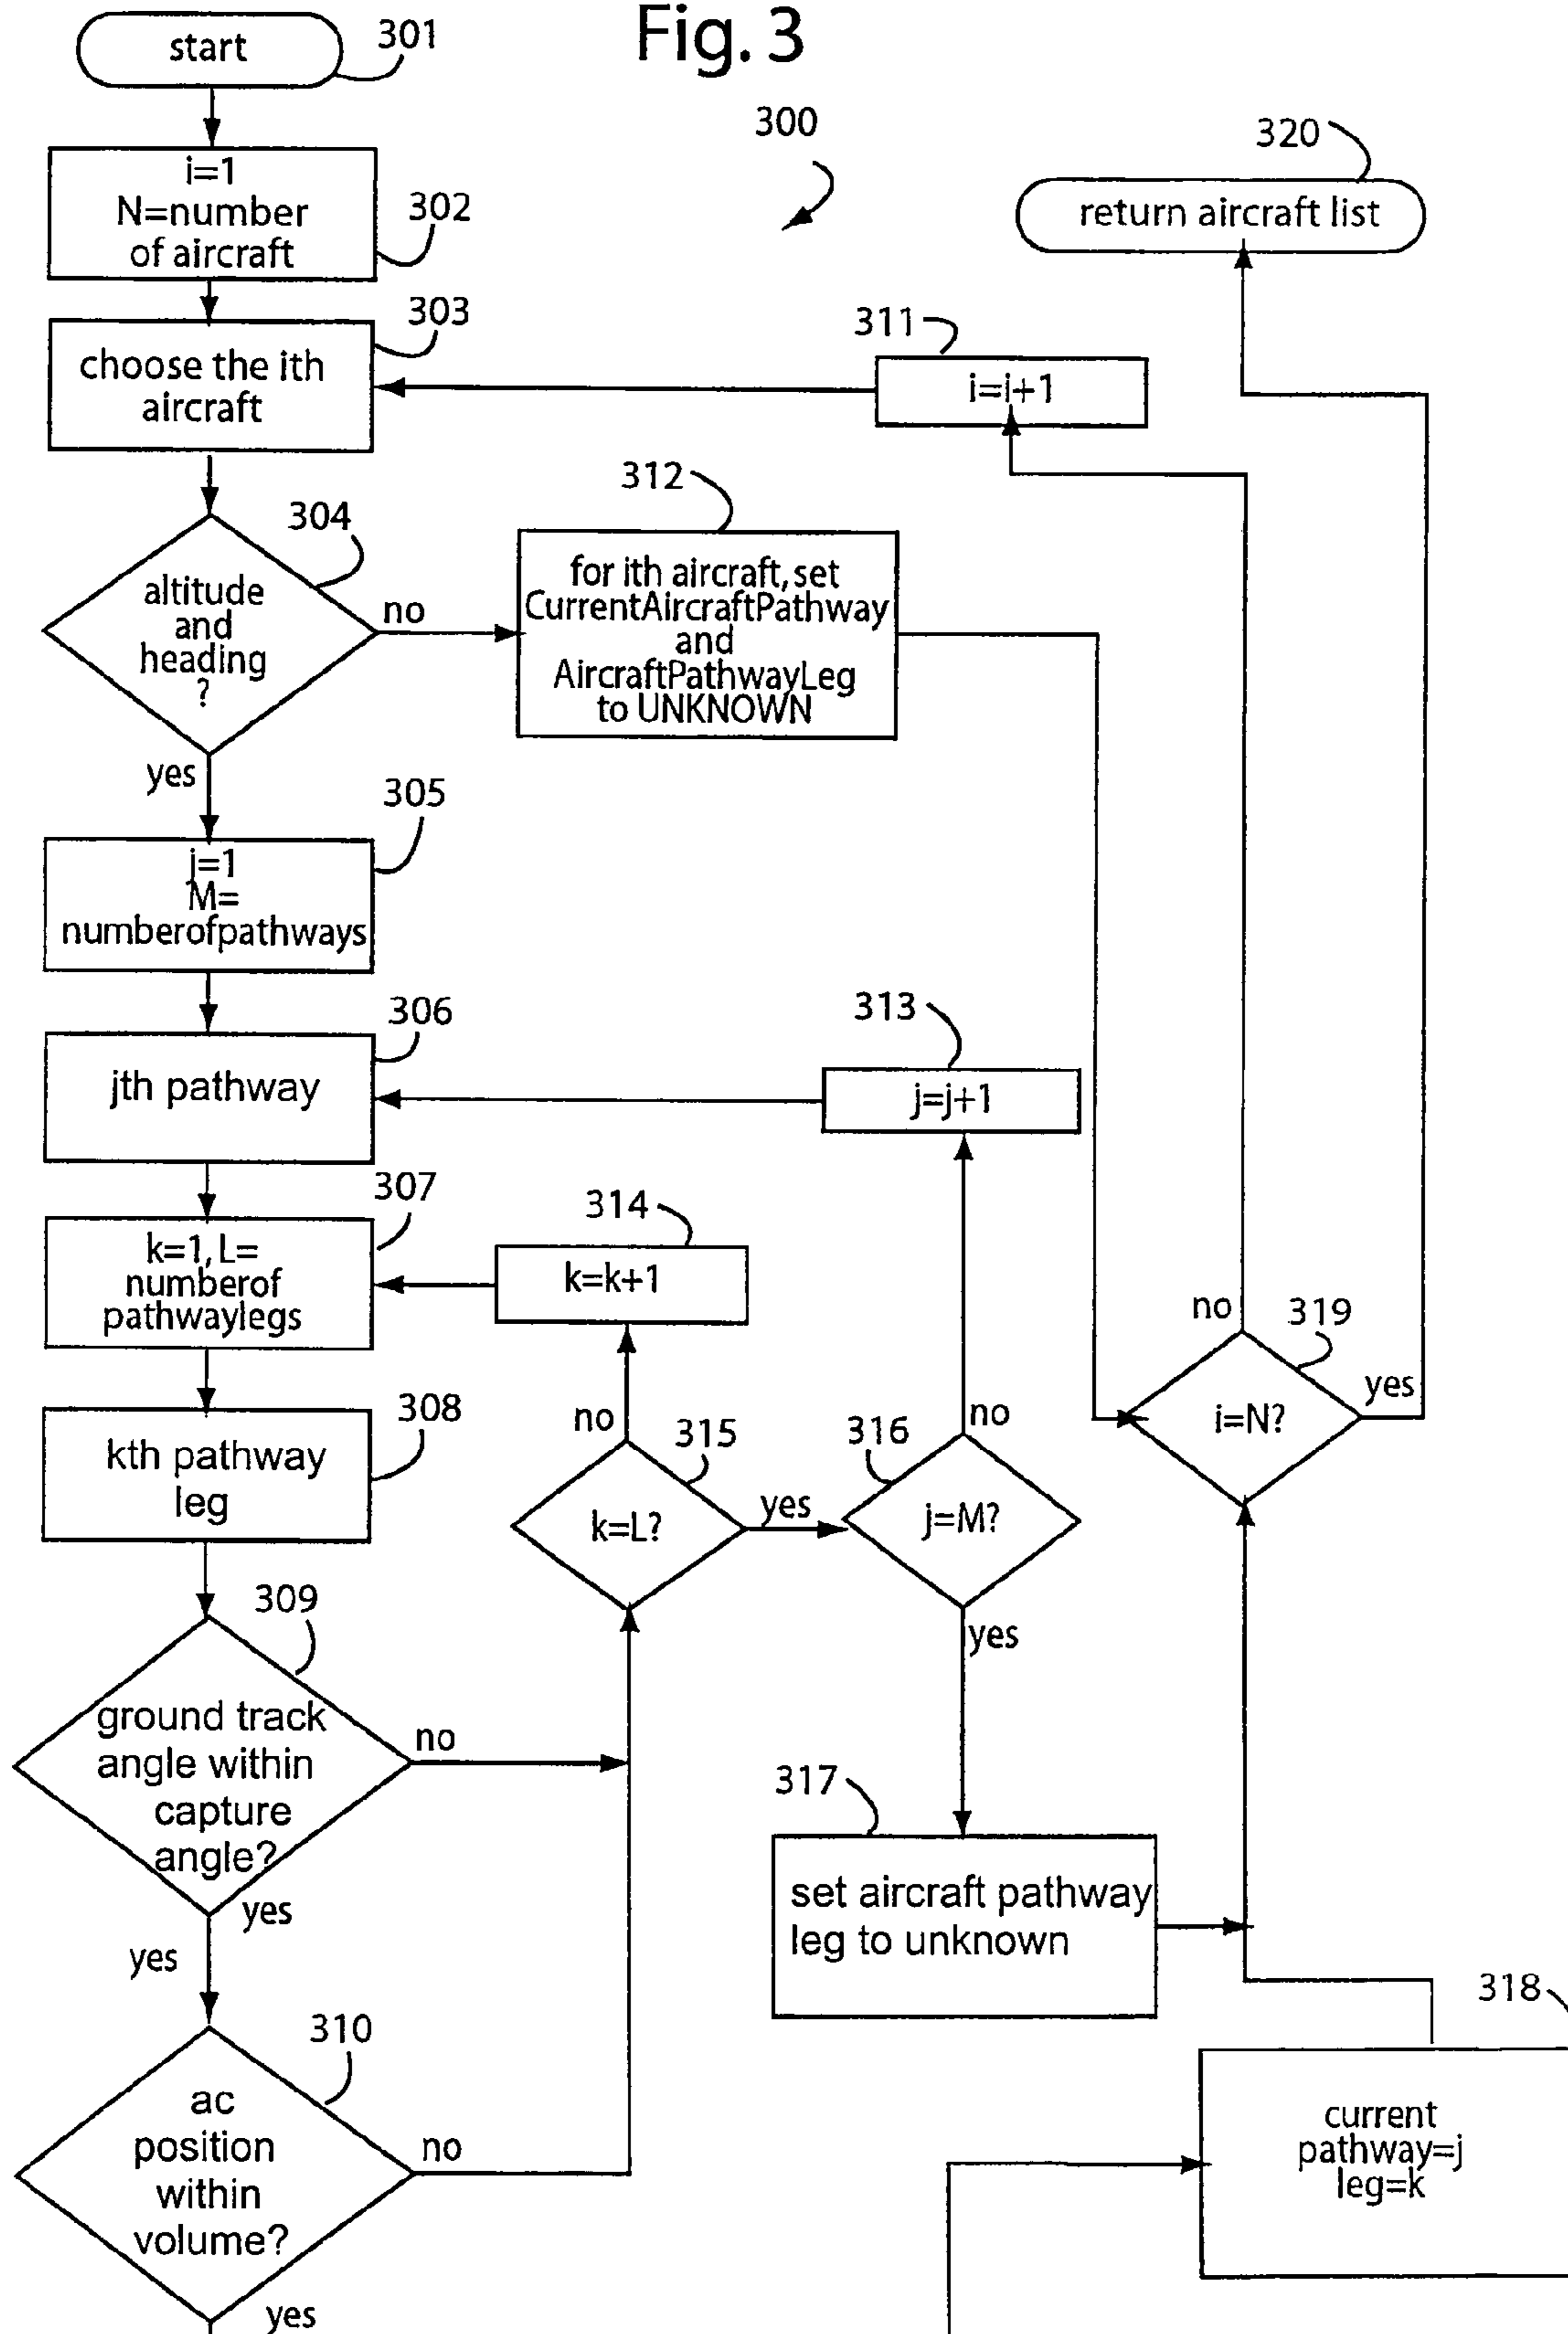 Fig. 3
start
301
300
i=1
N=number
of aircraft
302
320
return aircraft list
303
choose the ith
aircraft
311
i=i+1
304
altitude
and
heading
?
no
yes
312
for ith aircraft, set
CurrentAircraftPathway
and
AircraftPathwayLeg
to UNKNOWN
305
j=1
M=
numberofpathways
306
jth pathway
313
j=j+1
307
k=1, L=
numberof
pathwaylegs
314
k=k+1
308
kth pathway
leg
no
315
k=L?
yes
316
no
j=M?
yes
no
319
i=N?
yes
309
ground track
angle within
capture
angle?
no
yes
yes
317
set aircraft pathway
leg to unknown
310
ac
position
within
volume?
no
yes
318
current
pathway=j
leg=k